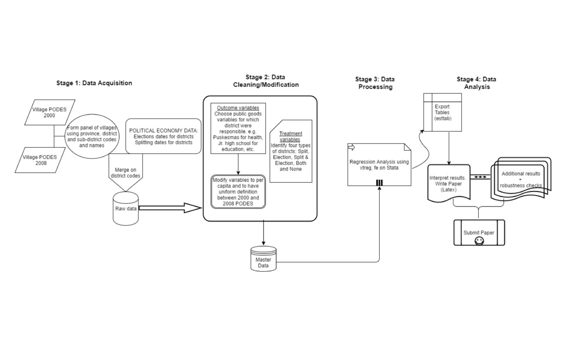 Stage 1: Data Acquisition
Village PODES
2000
Village PODES
2008
Form panel of villages
using province, district
and sub-district codes
and names
POLITICAL ECONOMY DATA:
Elections dates for districts
Splitting dates for districts
Marge on
district codes
Raw data
Stage 2: Data
Cleaning/Modification
Outcome variables
Choose public goods
variables for which
district were
responsible. e.g.
Puskesmas for health,
Jr. high school for
education, etc.
Treatment
variables
Identify four types
of districts: Split,
Election, Split &
Election, Both
and None
Modify variables to per
capita and to have
uniform definition
between 2000 and
2008 PODES
Master
Data
Stage 3: Data
Processing
Regression Analysis using
xtreg, fe on Stata
Stage 4: Data
Analysis
Export
Tables
(esttab)
Interpret results
Write Paper
(Latex)
Additional results
+
robustness checks
Submit Paper